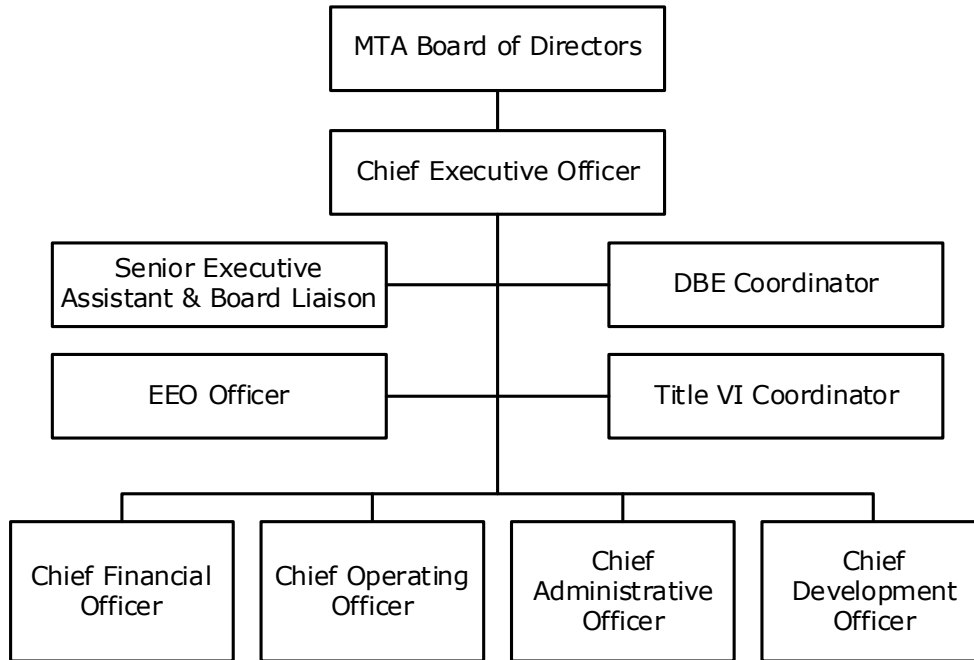 MTA Board of Directors
Chief Executive Officer
Senior Executive
Assistant & Board Liaison
DBE Coordinator
EEO Officer
Title VI Coordinator
Chief Financial
Officer
Chief Operating
Officer
Chief
Administrative
Officer
Chief
Development
Officer